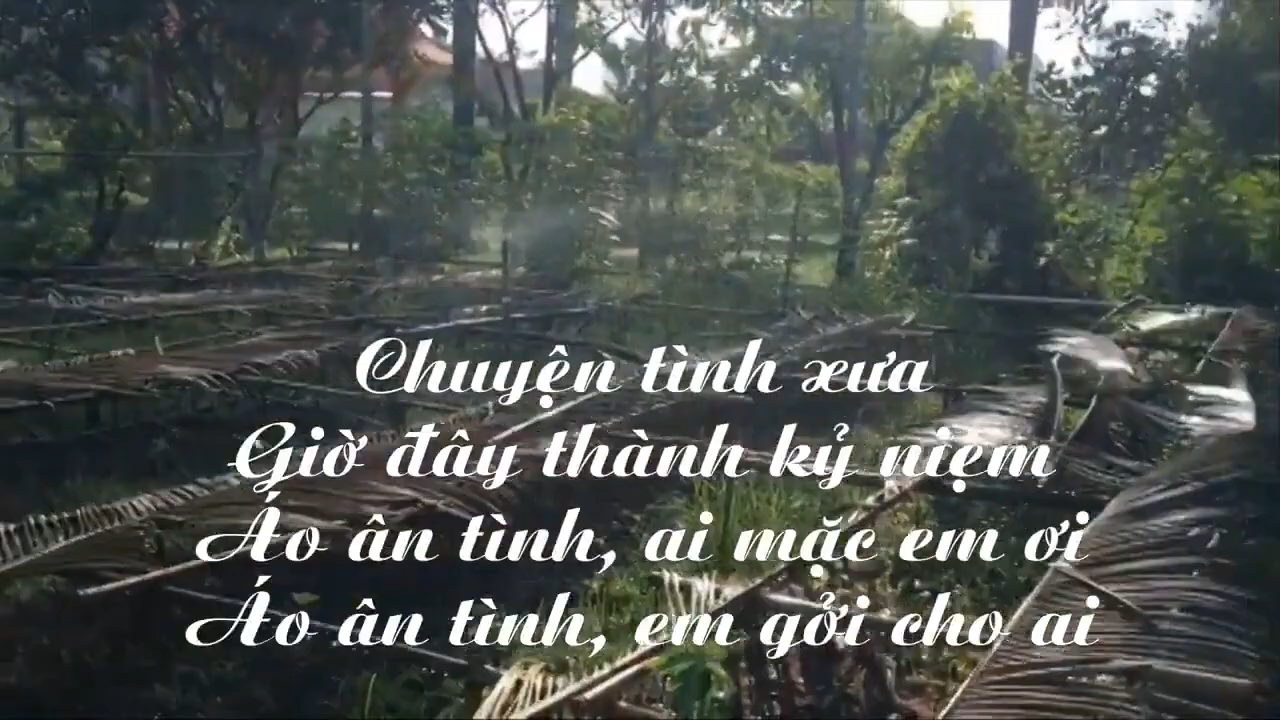 Chuyện tình xưa
Giờ đây thành kỷ niệm
Áo ân tình, ai mặc em ơi
Áo ân tình, em gởi cho ai